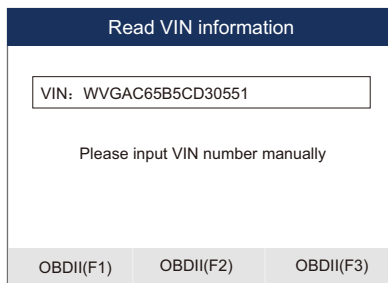 Read VIN information
VIN：WVGAC65B5CD30551
Please input VIN number manually
OBDII(F1) OBDII(F2) OBDII(F3)